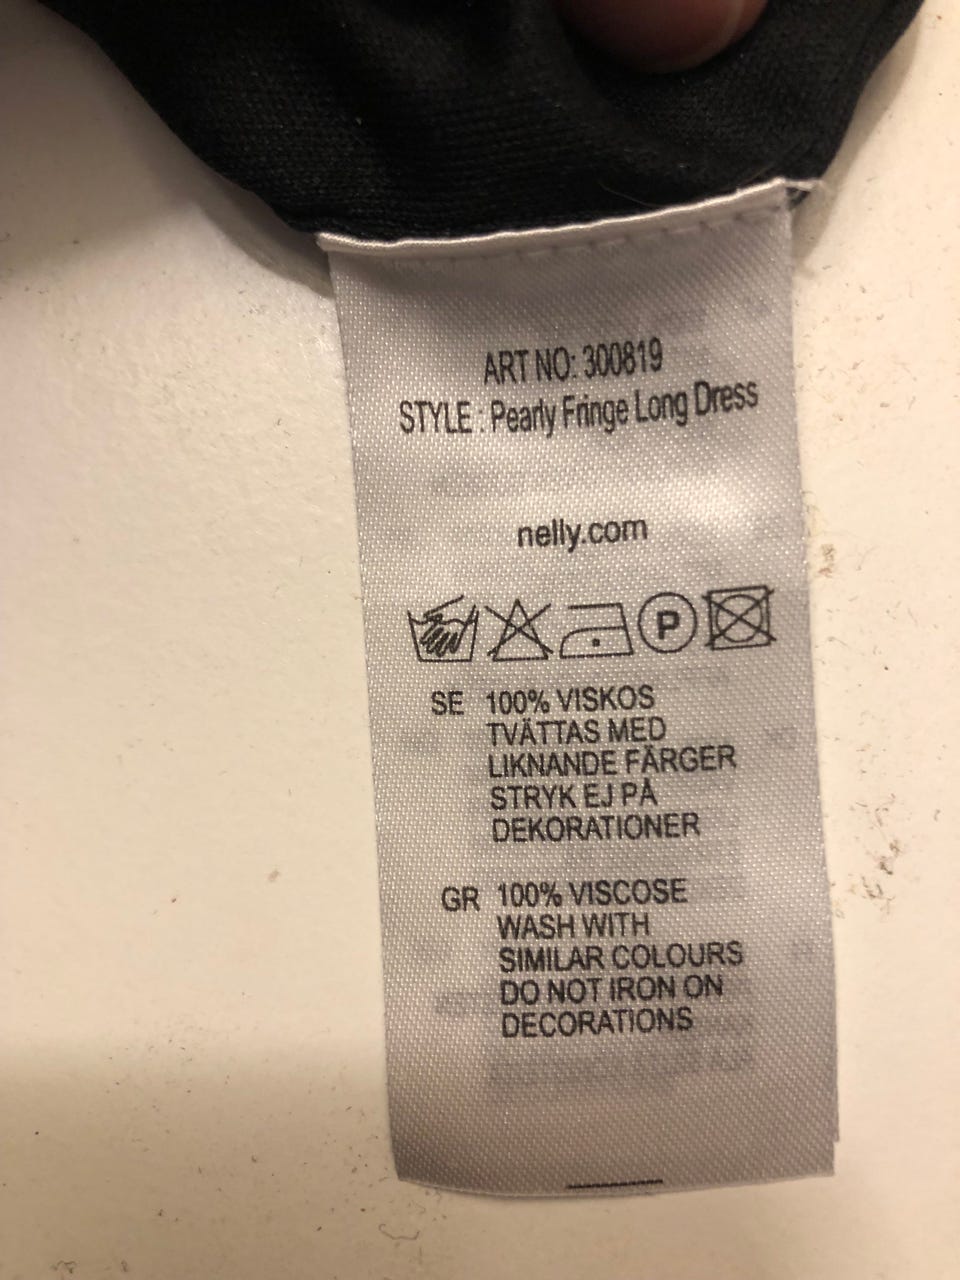 ART NO: 300819
STYLE : Pearly Fringe Long Dress
nelly.com
P
SE 100% VISKOS
TVÄTTAS MED
LIKNANDE FÄRGER
STRYK EJ PÅ
DEKORATIONER
GR 100% VISCOSE
WASH WITH
SIMILAR COLOURS
DO NOT IRON ON
DECORATIONS